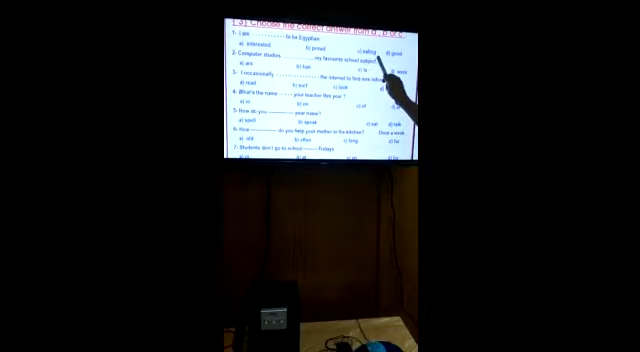 [3] Choose the correct answer from a, b or c
1- I am ----------- to be Egyptian
a) interested b) proud c) eating d) good
2- Computer studies ----------- my favourite school subject.
a) are b) has c) is d) were
3- I occasionally --------------- the internet to find new
a) read b) surf c) look
4- What's the name ----- your teacher this year ?
a) in b) on c) of
5- How do you ----------- your name?
a) spell b) speak c) eat d) talk
6- How ----------- do you help your mother in the kitchen? Once a week
a) old b) often c) long d) far
7- Students don't go to school ------ Fridays
b) at c) on